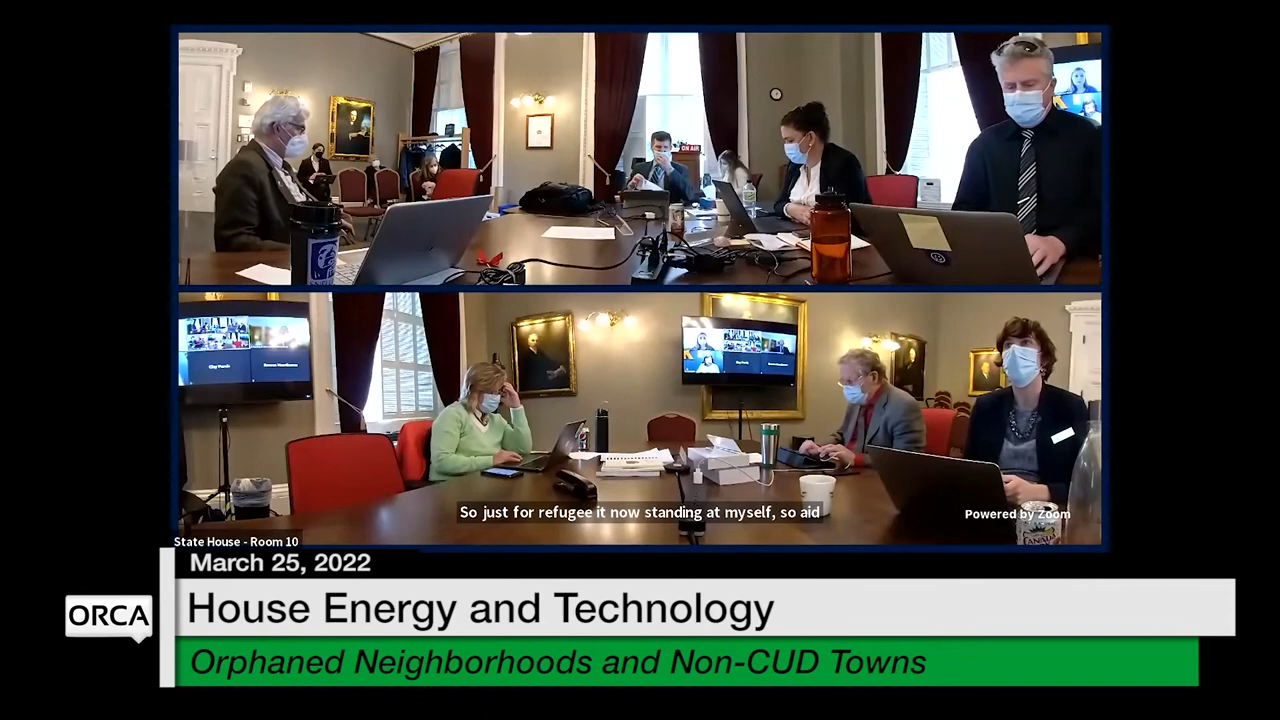 ON AIR
So just for refugee it now standing at myself, so aid
Powered by Zoom
State House - Room 10
March 25, 2022
ORCA
House Energy and Technology
Orphaned Neighborhoods and Non-CUD Towns